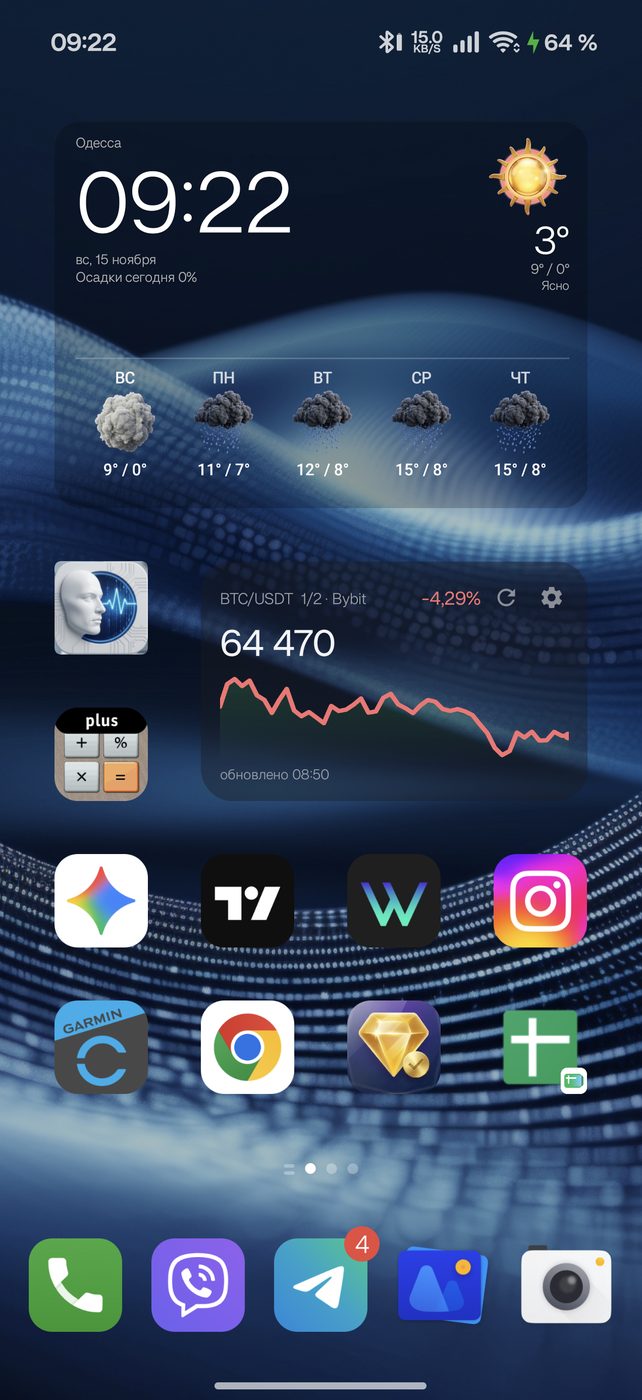 09:22
15.0
KB/S
64 %
Одесса
09:22
3°
вс, 15 ноября
9° / 0°
Осадки сегодня 0%
Ясно
ВС ПН ВТ СР ЧТ
9° / 0° 11° / 7° 12° / 8° 15° / 8° 15° / 8°
BTC/USDT 1/2 · Bybit -4,29%
64 470
обновлено 08:50
plus
+ %
× =
GARMIN
4